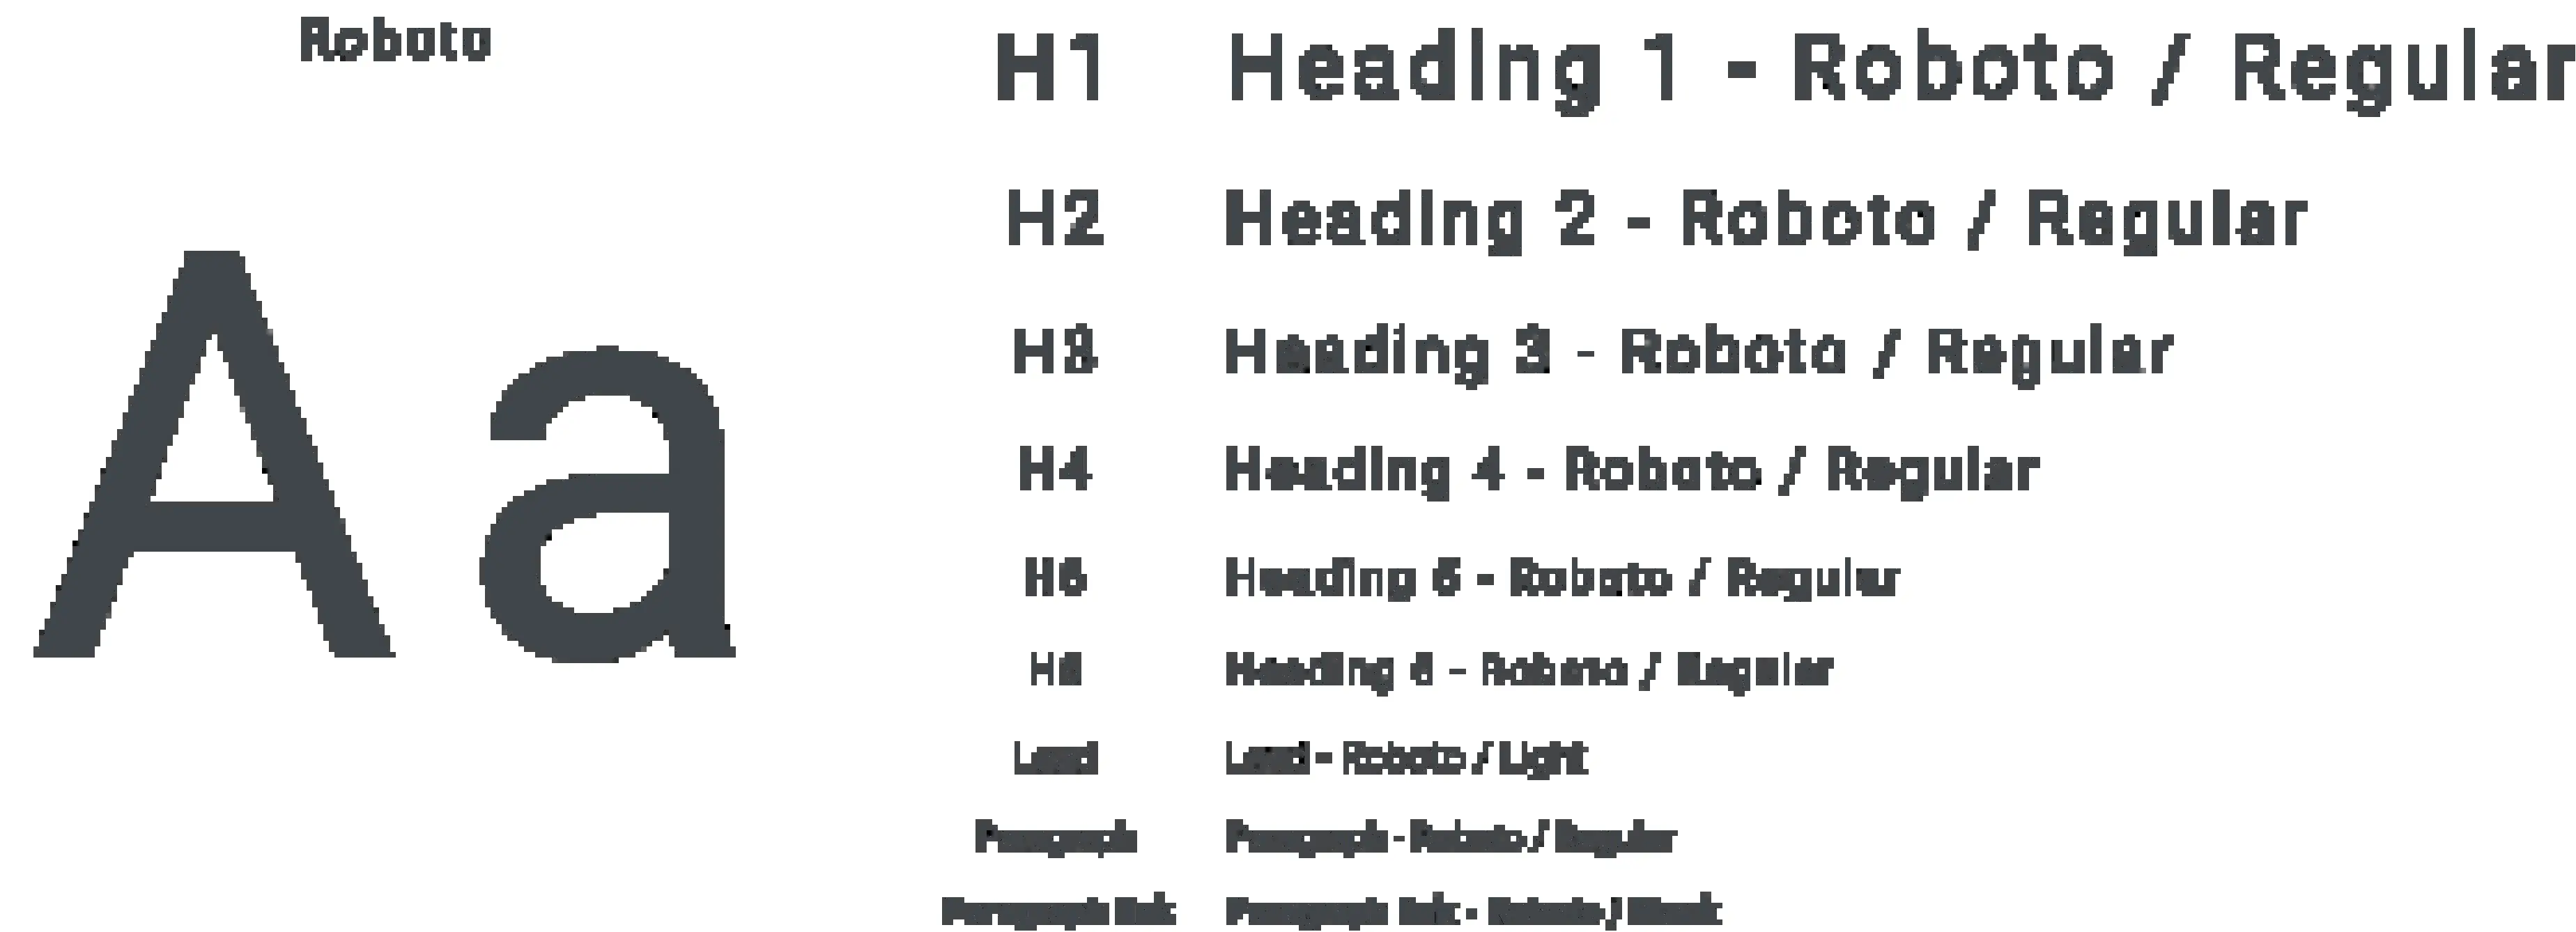 Roboto
Aa
H1 Heading 1 - Roboto / Regular
H2 Heading 2 - Roboto / Regular
H3 Heading 3 - Roboto / Regular
H4 Heading 4 - Roboto / Regular
H5 Heading 5 - Roboto / Regular
H6 Heading 6 - Roboto / Regular
Lead Lead - Roboto / Light
Paragraph Paragraph - Roboto / Regular
Paragraph link Paragraph link - Roboto /